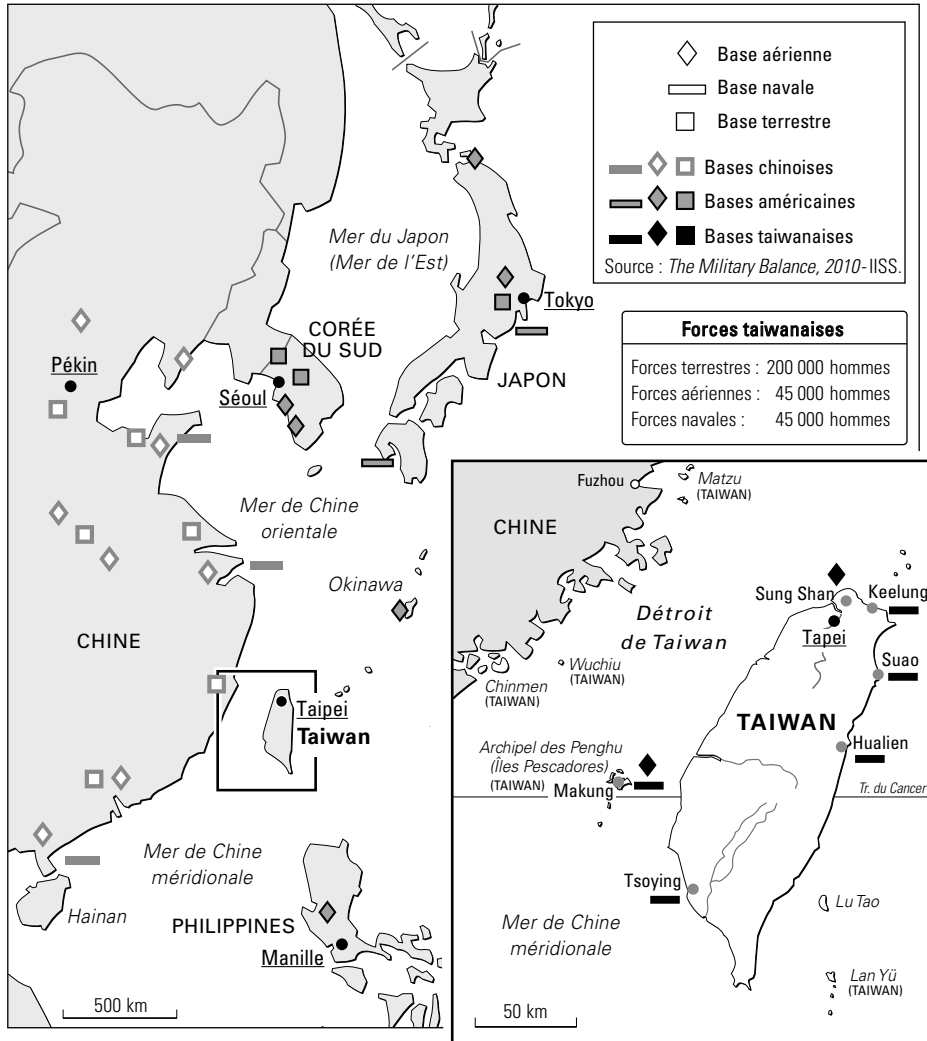 Base aérienne
Base navale
Base terrestre
Bases chinoises
Bases américaines
Bases taiwanaises
Source : The Military Balance, 2010-IISS.
Forces taiwanaises
Forces terrestres : 200 000 hommes
Forces aériennes : 45 000 hommes
Forces navales : 45 000 hommes
Mer du Japon
(Mer de l'Est)
Tokyo
CORÉE
DU SUD
JAPON
Pékin
Séoul
Mer de Chine
orientale
Okinawa
CHINE
Taipei
Taiwan
Mer de Chine
méridionale
Hainan
PHILIPPINES
Manille
500 km
Fuzhou
Matzu
(TAIWAN)
CHINE
Sung Shan
Keelung
Détroit
de Taiwan
Tapei
Wuchiu
(TAIWAN)
Chinmen
(TAIWAN)
Suao
TAIWAN
Hualien
Archipel des Penghu
(Îles Pescadores)
(TAIWAN)
Makung
Tr. du Cancer
Tsoying
Lu Tao
Mer de Chine
méridionale
Lan Yü
(TAIWAN)
50 km